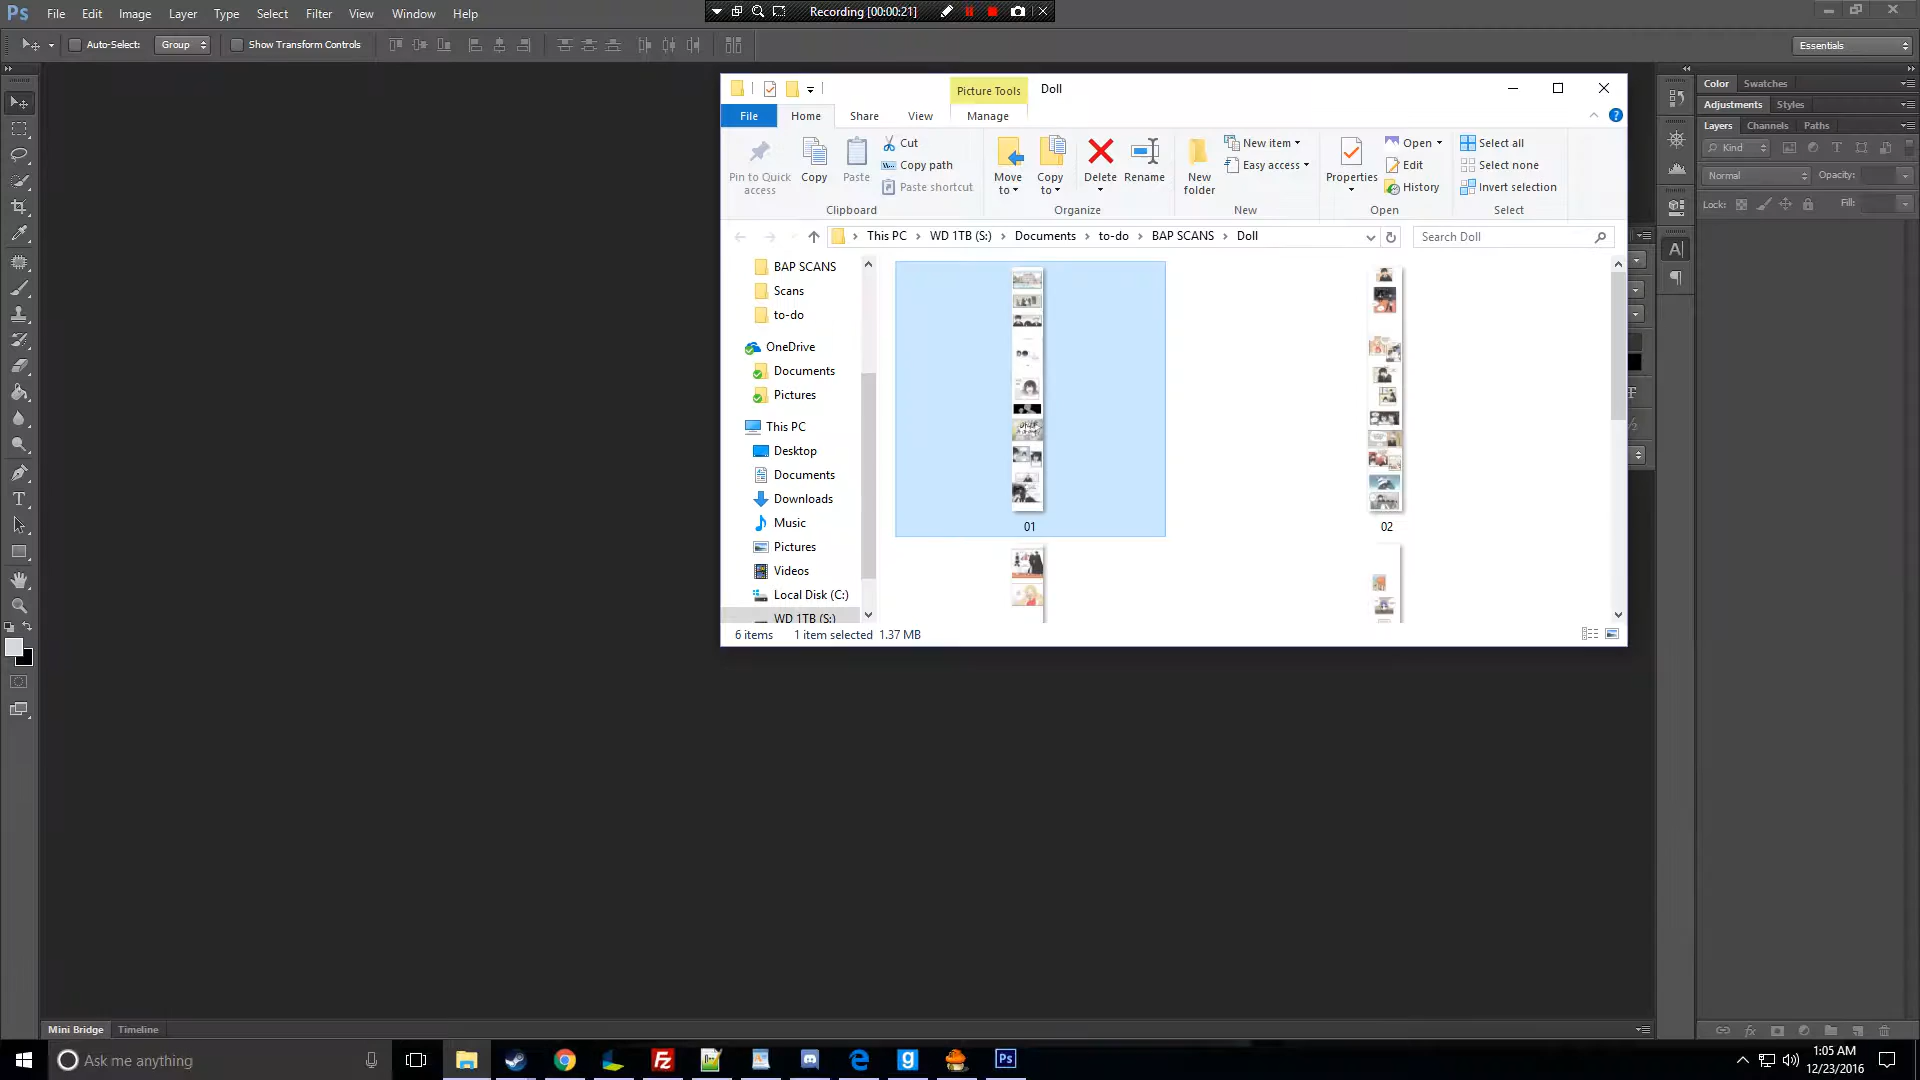 Ps File Edit Image Layer Type Select Filter View Window Help
Recording [00:00:21]
Auto-Select: Group Show Transform Controls
Essentials
Doll
Picture Tools
File Home Share View Manage
Pin to Quick access
Copy
Paste
Cut
Copy path
Paste shortcut
Clipboard
Move to
Copy to
Delete
Rename
Organize
New folder
New item
Easy access
New
Properties
Open
Edit
History
Open
Select all
Select none
Invert selection
Select
This PC > WD 1TB (S:) > Documents > to-do > BAP SCANS > Doll
Search Doll
BAP SCANS
Scans
to-do
OneDrive
Documents
Pictures
This PC
Desktop
Documents
Downloads
Music
Pictures
Videos
Local Disk (C:)
WD 1TB (S:)
01
02
6 items 1 item selected 1.37 MB
Color Swatches
Adjustments Styles
Layers Channels Paths
Kind
Normal Opacity:
Lock: Fill:
Mini Bridge Timeline
Ask me anything
1:05 AM
12/23/2016